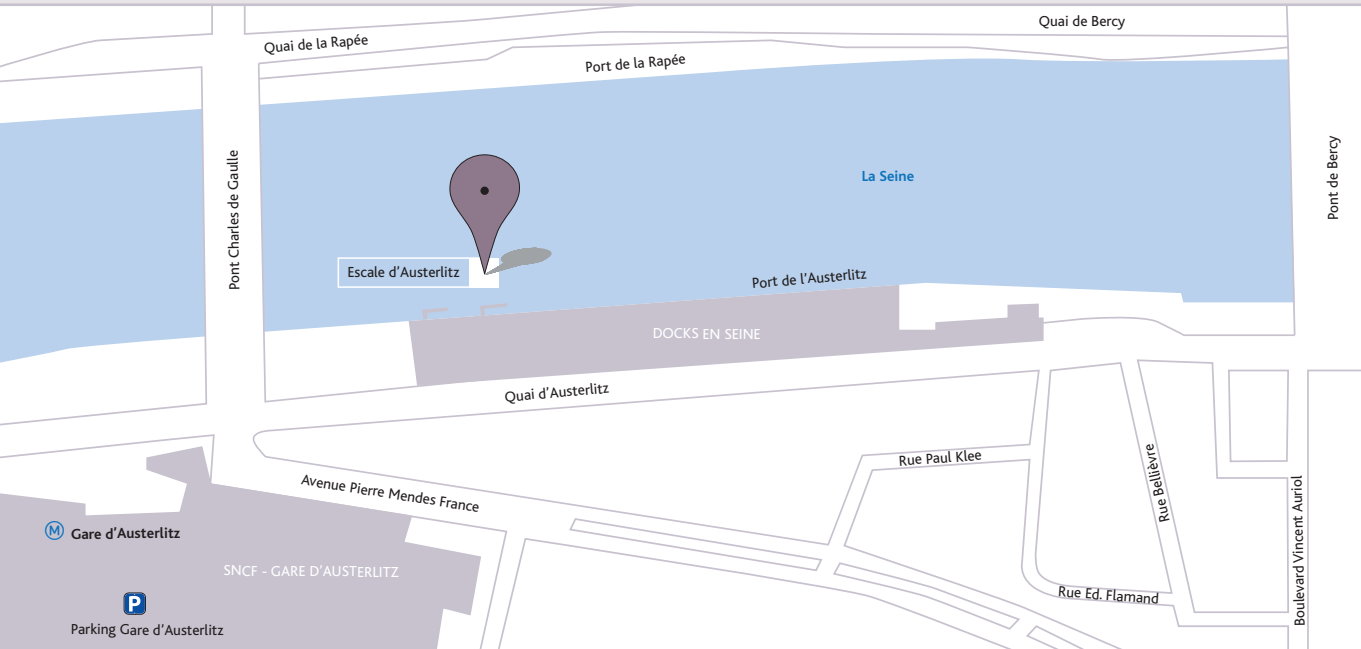 Quai de Bercy
Quai de la Rapée
Port de la Rapée
Pont de Bercy
Pont Charles de Gaulle
La Seine
Escale d'Austerlitz
Port de l'Austerlitz
DOCKS EN SEINE
Quai d'Austerlitz
Rue Paul Klee
Rue Bellièvre
Avenue Pierre Mendes France
Boulevard Vincent Auriol
M Gare d'Austerlitz
SNCF - GARE D'AUSTERLITZ
Rue Ed. Flamand
P
Parking Gare d'Austerlitz